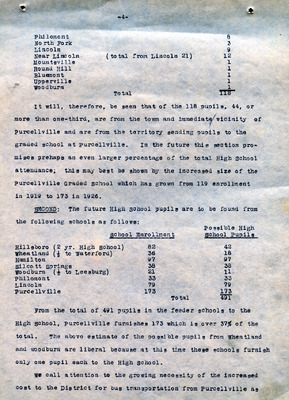 -4-
Philomont 6
North Fork 3
Lincoln 9
Near Lincoln (total from Lincoln 21) 12
Mountsville 1
Round Hill 1
Bluemont 1
Upperville 1
Woodburn
Total 118
It will, therefore, be seen that of the 118 pupils, 44, or
more than one-third, are from the town and immediate vicinity of
Purcellville and are from the territory sending pupils to the
graded school at Purcellville. In the future this section pro-
mises prehaps an even larger percentage of the total High School
attenuance, this may best be shown by the increased size of the
Purcellville Graded School which has grown from 119 enrollment
in 1919 to 173 in 1926.
SECOND: The future High School pupils are to be found from
the following schools as follows:
School Enrollment Possible High School Pupils
Hillsboro (2 yr. High School) 82 42
Wheatland (½ to Waterford) 36 18
Hamilton 97 97
Silcott Springs 38 38
Woodburn (½ to Leesburg) 21 11
Philomont 33 33
Lincoln 79 79
Purcellville 173 173
Total 491
From the total of 491 pupils in the feeder schools to the
High School, Purcellville furnishes 173 which is over 37% of the
total. The above estimate of the possible pupils from Wheatland
and Woodburn are liberal because at this time these schools furnish
only one pupil each to the High School.
We call attention to the growing necessity of the increased
cost to the District for bus transportation from Purcellville as